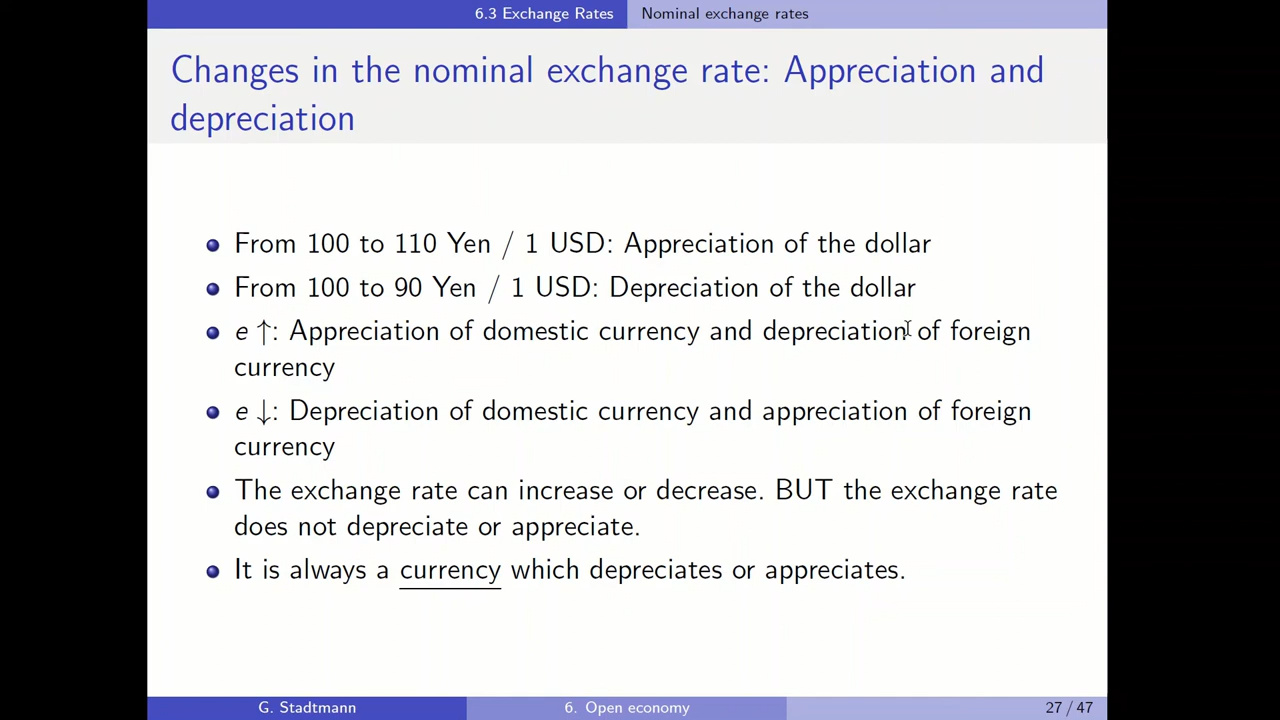 6.3 Exchange Rates Nominal exchange rates
Changes in the nominal exchange rate: Appreciation and
depreciation
From 100 to 110 Yen / 1 USD: Appreciation of the dollar
From 100 to 90 Yen / 1 USD: Depreciation of the dollar
e ↑: Appreciation of domestic currency and depreciation of foreign
currency
e ↓: Depreciation of domestic currency and appreciation of foreign
currency
The exchange rate can increase or decrease. BUT the exchange rate
does not depreciate or appreciate.
It is always a currency which depreciates or appreciates.
G. Stadtmann 6. Open economy 27 / 47